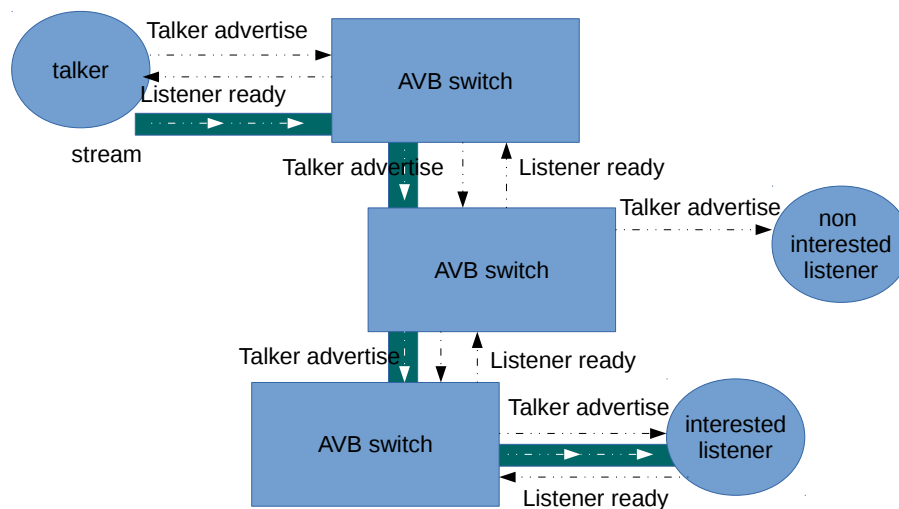 Talker advertise
talker
AVB switch
Listener ready
stream
Talker advertise
Listener ready
Talker advertise
non
interested
listener
AVB switch
Talker advertise
Listener ready
Talker advertise
interested
listener
AVB switch
Listener ready